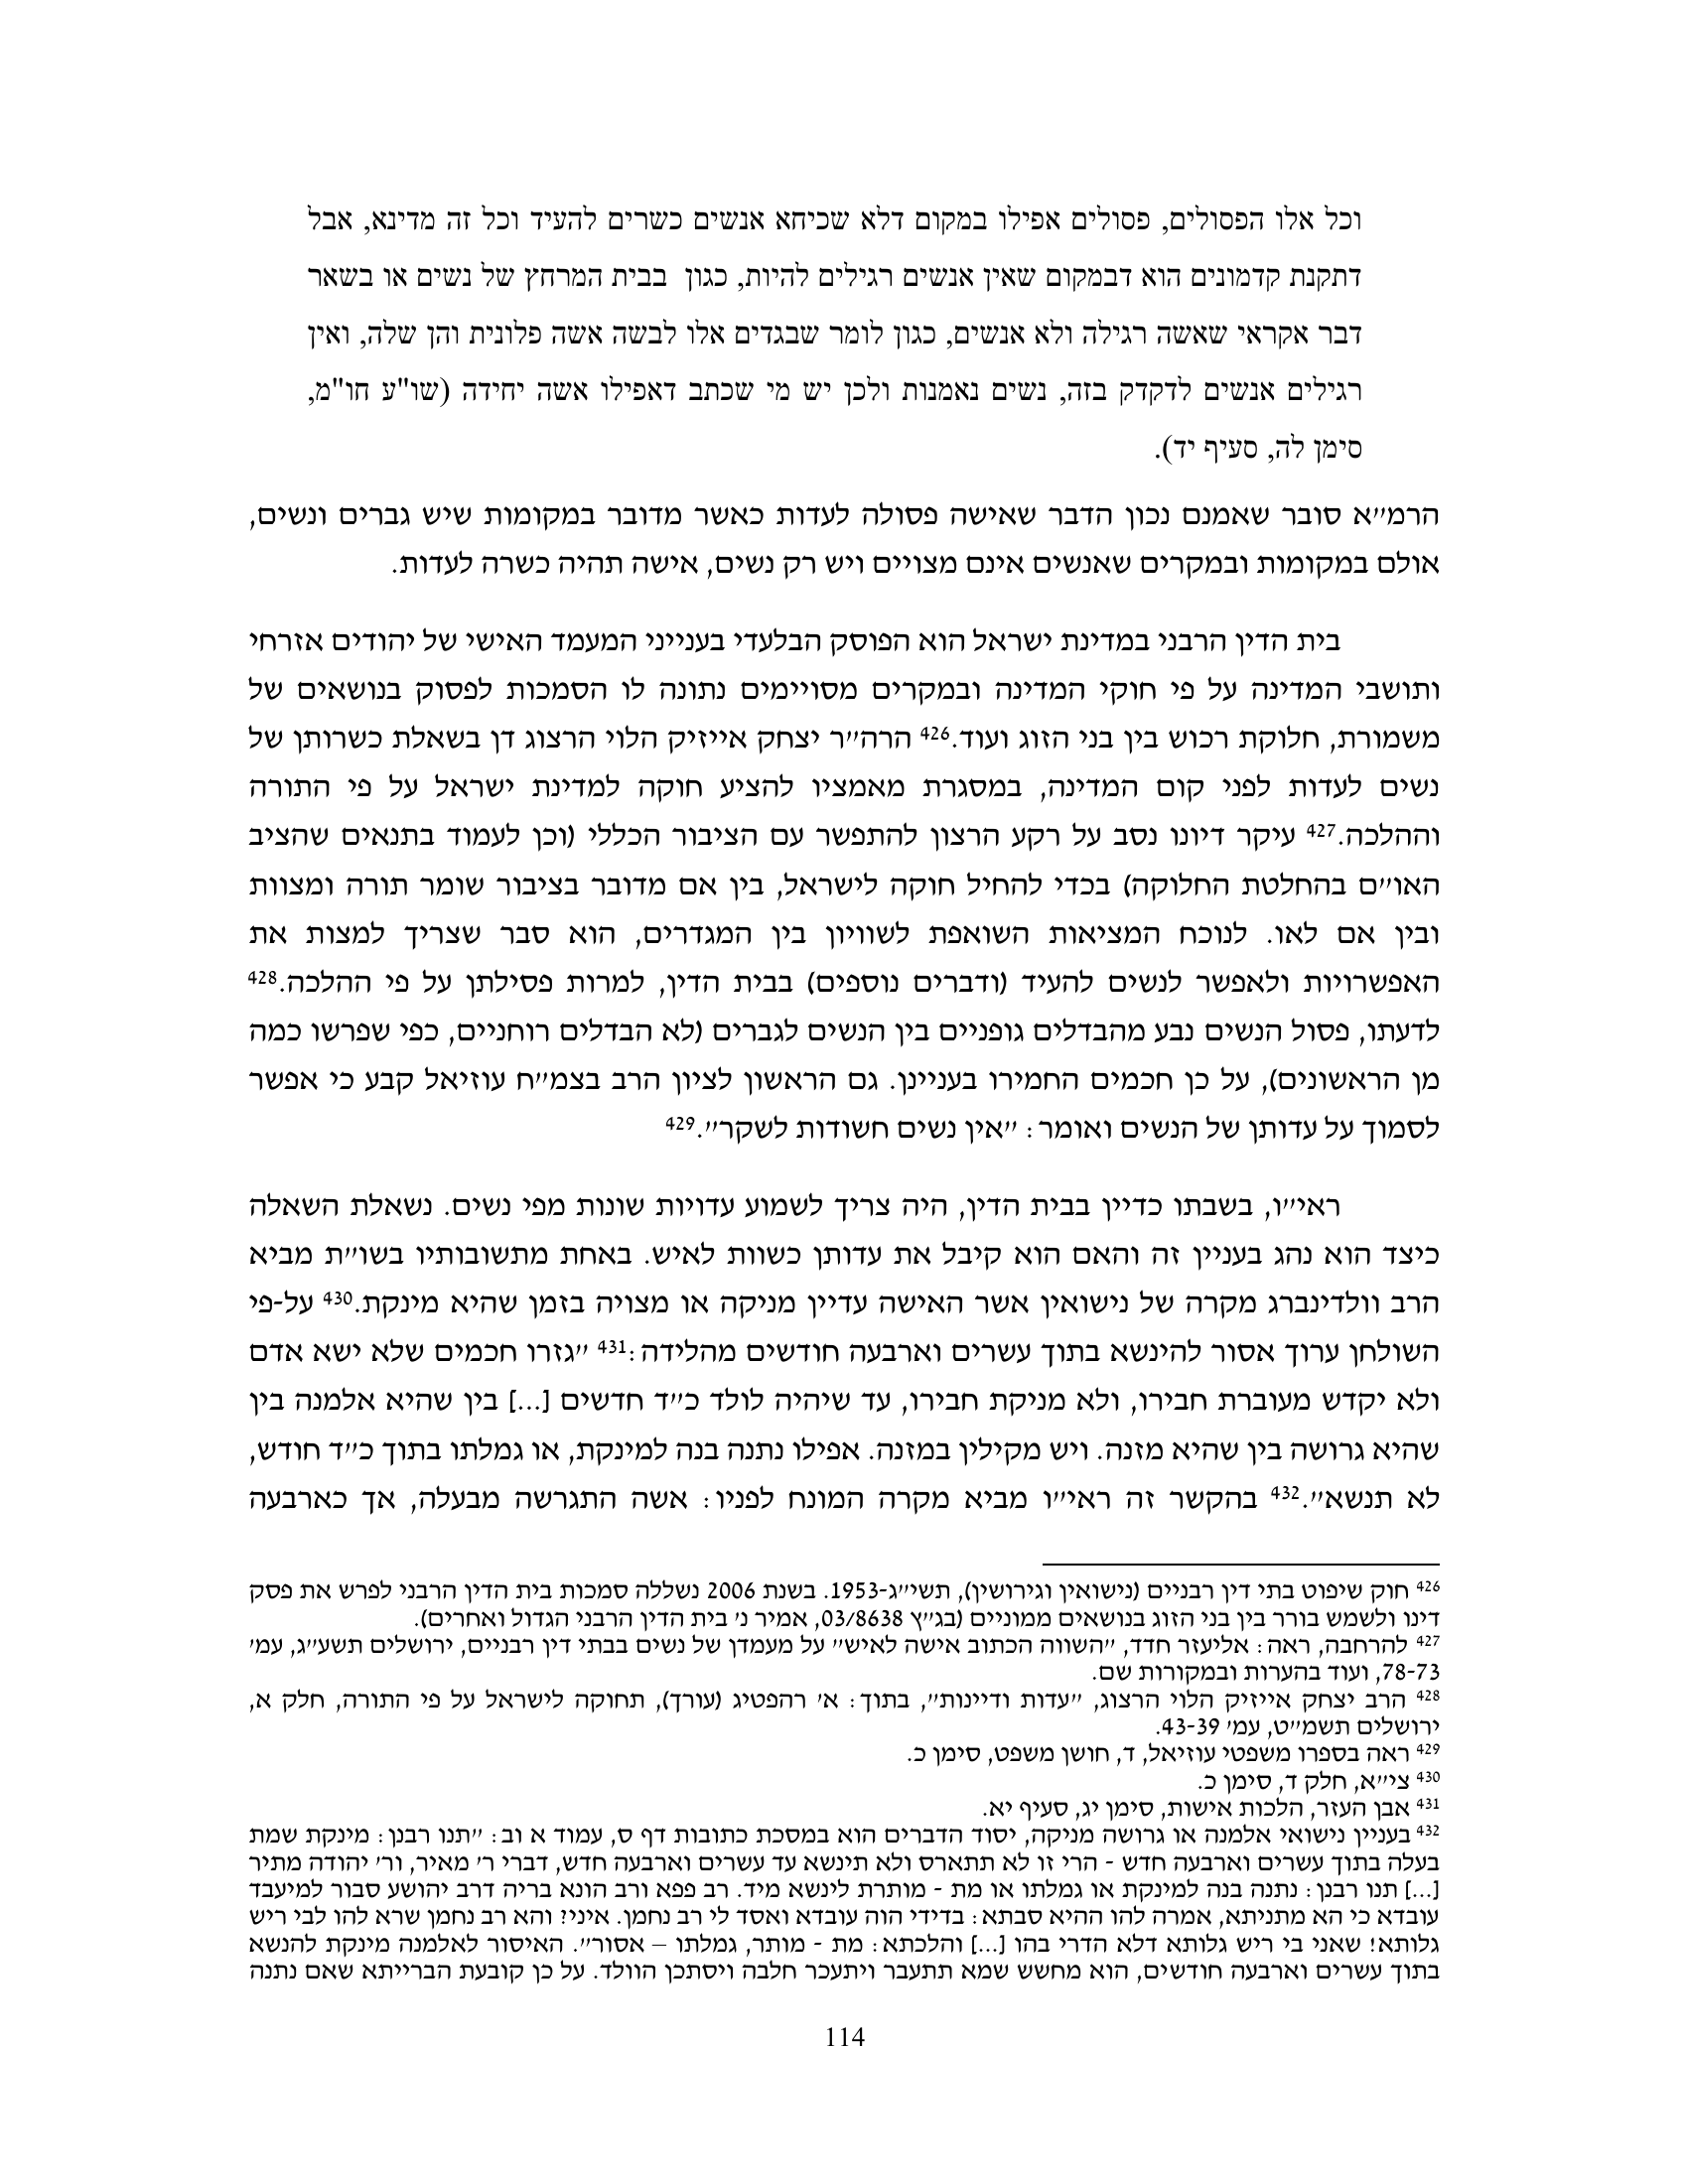 וכל אלו הפסולים, פסולים אפילו במקום דלא שכיחא אנשים כשרים להעיד וכל זה מדינא, אבל
דתקנת קדמונים הוא דבמקום שאין אנשים רגילים להיות, כגון  בבית המרחץ של נשים או בשאר
דבר אקראי שאשה רגילה ולא אנשים, כגון לומר שבגדים אלו לבשה אשה פלונית והן שלה, ואין
רגילים אנשים לדקדק בזה, נשים נאמנות ולכן יש מי שכתב דאפילו אשה יחידה (שו"ע חו"מ,
סימן לה, סעיף יד).
הרמ״א סובר שאמנם נכון הדבר שאישה פסולה לעדות כאשר מדובר במקומות שיש גברים ונשים,
אולם במקומות ובמקרים שאנשים אינם מצויים ויש רק נשים, אישה תהיה כשרה לעדות.
בית הדין הרבני במדינת ישראל הוא הפוסק הבלעדי בענייני המעמד האישי של יהודים אזרחי
ותושבי המדינה על פי חוקי המדינה ובמקרים מסויימים נתונה לו הסמכות לפסוק בנושאים של
משמורת, חלוקת רכוש בין בני הזוג ועוד.426 הרה״ר יצחק אייזיק הלוי הרצוג דן בשאלת כשרותן של
נשים לעדות לפני קום המדינה, במסגרת מאמציו להציע חוקה למדינת ישראל על פי התורה
וההלכה.427 עיקר דיונו נסב על רקע הרצון להתפשר עם הציבור הכללי (וכן לעמוד בתנאים שהציב
האו״ם בהחלטת החלוקה) בכדי להחיל חוקה לישראל, בין אם מדובר בציבור שומר תורה ומצוות
ובין אם לאו. לנוכח המציאות השואפת לשוויון בין המגדרים, הוא סבר שצריך למצות את
האפשרויות ולאפשר לנשים להעיד (ודברים נוספים) בבית הדין, למרות פסילתן על פי ההלכה.428
לדעתו, פסול הנשים נבע מהבדלים גופניים בין הנשים לגברים (לא הבדלים רוחניים, כפי שפרשו כמה
מן הראשונים), על כן חכמים החמירו בעניינן. גם הראשון לציון הרב בצמ״ח עוזיאל קבע כי אפשר
לסמוך על עדותן של הנשים ואומר: ״אין נשים חשודות לשקר״.429
ראי״ו, בשבתו כדיין בבית הדין, היה צריך לשמוע עדויות שונות מפי נשים. נשאלת השאלה
כיצד הוא נהג בעניין זה והאם הוא קיבל את עדותן כשוות לאיש. באחת מתשובותיו בשו״ת מביא
הרב וולדינברג מקרה של נישואין אשר האישה עדיין מניקה או מצויה בזמן שהיא מינקת.430 על-פי
השולחן ערוך אסור להינשא בתוך עשרים וארבעה חודשים מהלידה:431 ״גזרו חכמים שלא ישא אדם
ולא יקדש מעוברת חבירו, ולא מניקת חבירו, עד שיהיה לולד כ״ד חדשים [...] בין שהיא אלמנה בין
שהיא גרושה בין שהיא מזנה. ויש מקילין במזנה. אפילו נתנה בנה למינקת, או גמלתו בתוך כ״ד חודש,
לא תנשא״.432 בהקשר זה ראי״ו מביא מקרה המונח לפניו: אשה התגרשה מבעלה, אך כארבעה
426 חוק שיפוט בתי דין רבניים (נישואין וגירושין), תשי״ג-1953. בשנת 2006 נשללה סמכות בית הדין הרבני לפרש את פסק
דינו ולשמש בורר בין בני הזוג בנושאים ממוניים (בג״ץ 03/8638, אמיר נ׳ בית הדין הרבני הגדול ואחרים).
427 להרחבה, ראה: אליעזר חדד, ״השווה הכתוב אישה לאיש״ על מעמדן של נשים בבתי דין רבניים, ירושלים תשע״ג, עמ׳
78-73, ועוד בהערות ובמקורות שם.
428 הרב יצחק אייזיק הלוי הרצוג, ״עדות ודיינות״, בתוך: א׳ רהפטיג (עורך), תחוקה לישראל על פי התורה, חלק א,
ירושלים תשמ״ט, עמ׳ 43-39.
429 ראה בספרו משפטי עוזיאל, ד, חושן משפט, סימן כ.
430 צי״א, חלק ד, סימן כ.
431 אבן העזר, הלכות אישות, סימן יג, סעיף יא.
432 בעניין נישואי אלמנה או גרושה מניקה, יסוד הדברים הוא במסכת כתובות דף ס, עמוד א וב: ״תנו רבנן: מינקת שמת
בעלה בתוך עשרים וארבעה חדש - הרי זו לא תתארס ולא תינשא עד עשרים וארבעה חדש, דברי ר׳ מאיר, ור׳ יהודה מתיר
[...] תנו רבנן: נתנה בנה למינקת או גמלתו או מת - מותרת לינשא מיד. רב פפא ורב הונא בריה דרב יהושע סבור למיעבד
עובדא כי הא מתניתא, אמרה להו ההיא סבתא: בדידי הוה עובדא ואסד לי רב נחמן. איני? והא רב נחמן שרא להו לבי ריש
גלותא! שאני בי ריש גלותא דלא הדרי בהו [...] והלכתא: מת - מותר, גמלתו – אסור״. האיסור לאלמנה מינקת להנשא
בתוך עשרים וארבעה חודשים, הוא מחשש שמא תתעבר ויתעכר חלבה ויסתכן הוולד. על כן קובעת הברייתא שאם נתנה
114